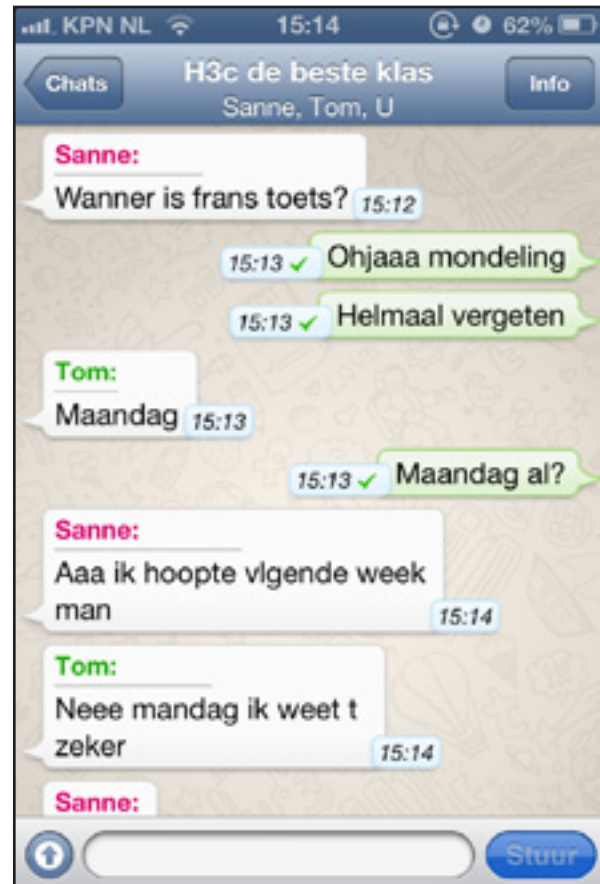 KPN NL 15:14 62%
Chats H3c de beste klas Info
Sanne, Tom, U
Sanne:
Wanner is frans toets? 15:12
15:13 Ohjaaa mondeling
15:13 Helmaal vergeten
Tom:
Maandag 15:13
15:13 Maandag al?
Sanne:
Aaa ik hoopte vlgende week
man 15:14
Tom:
Neee mandag ik weet t
zeker 15:14
Sanne:
Stuur